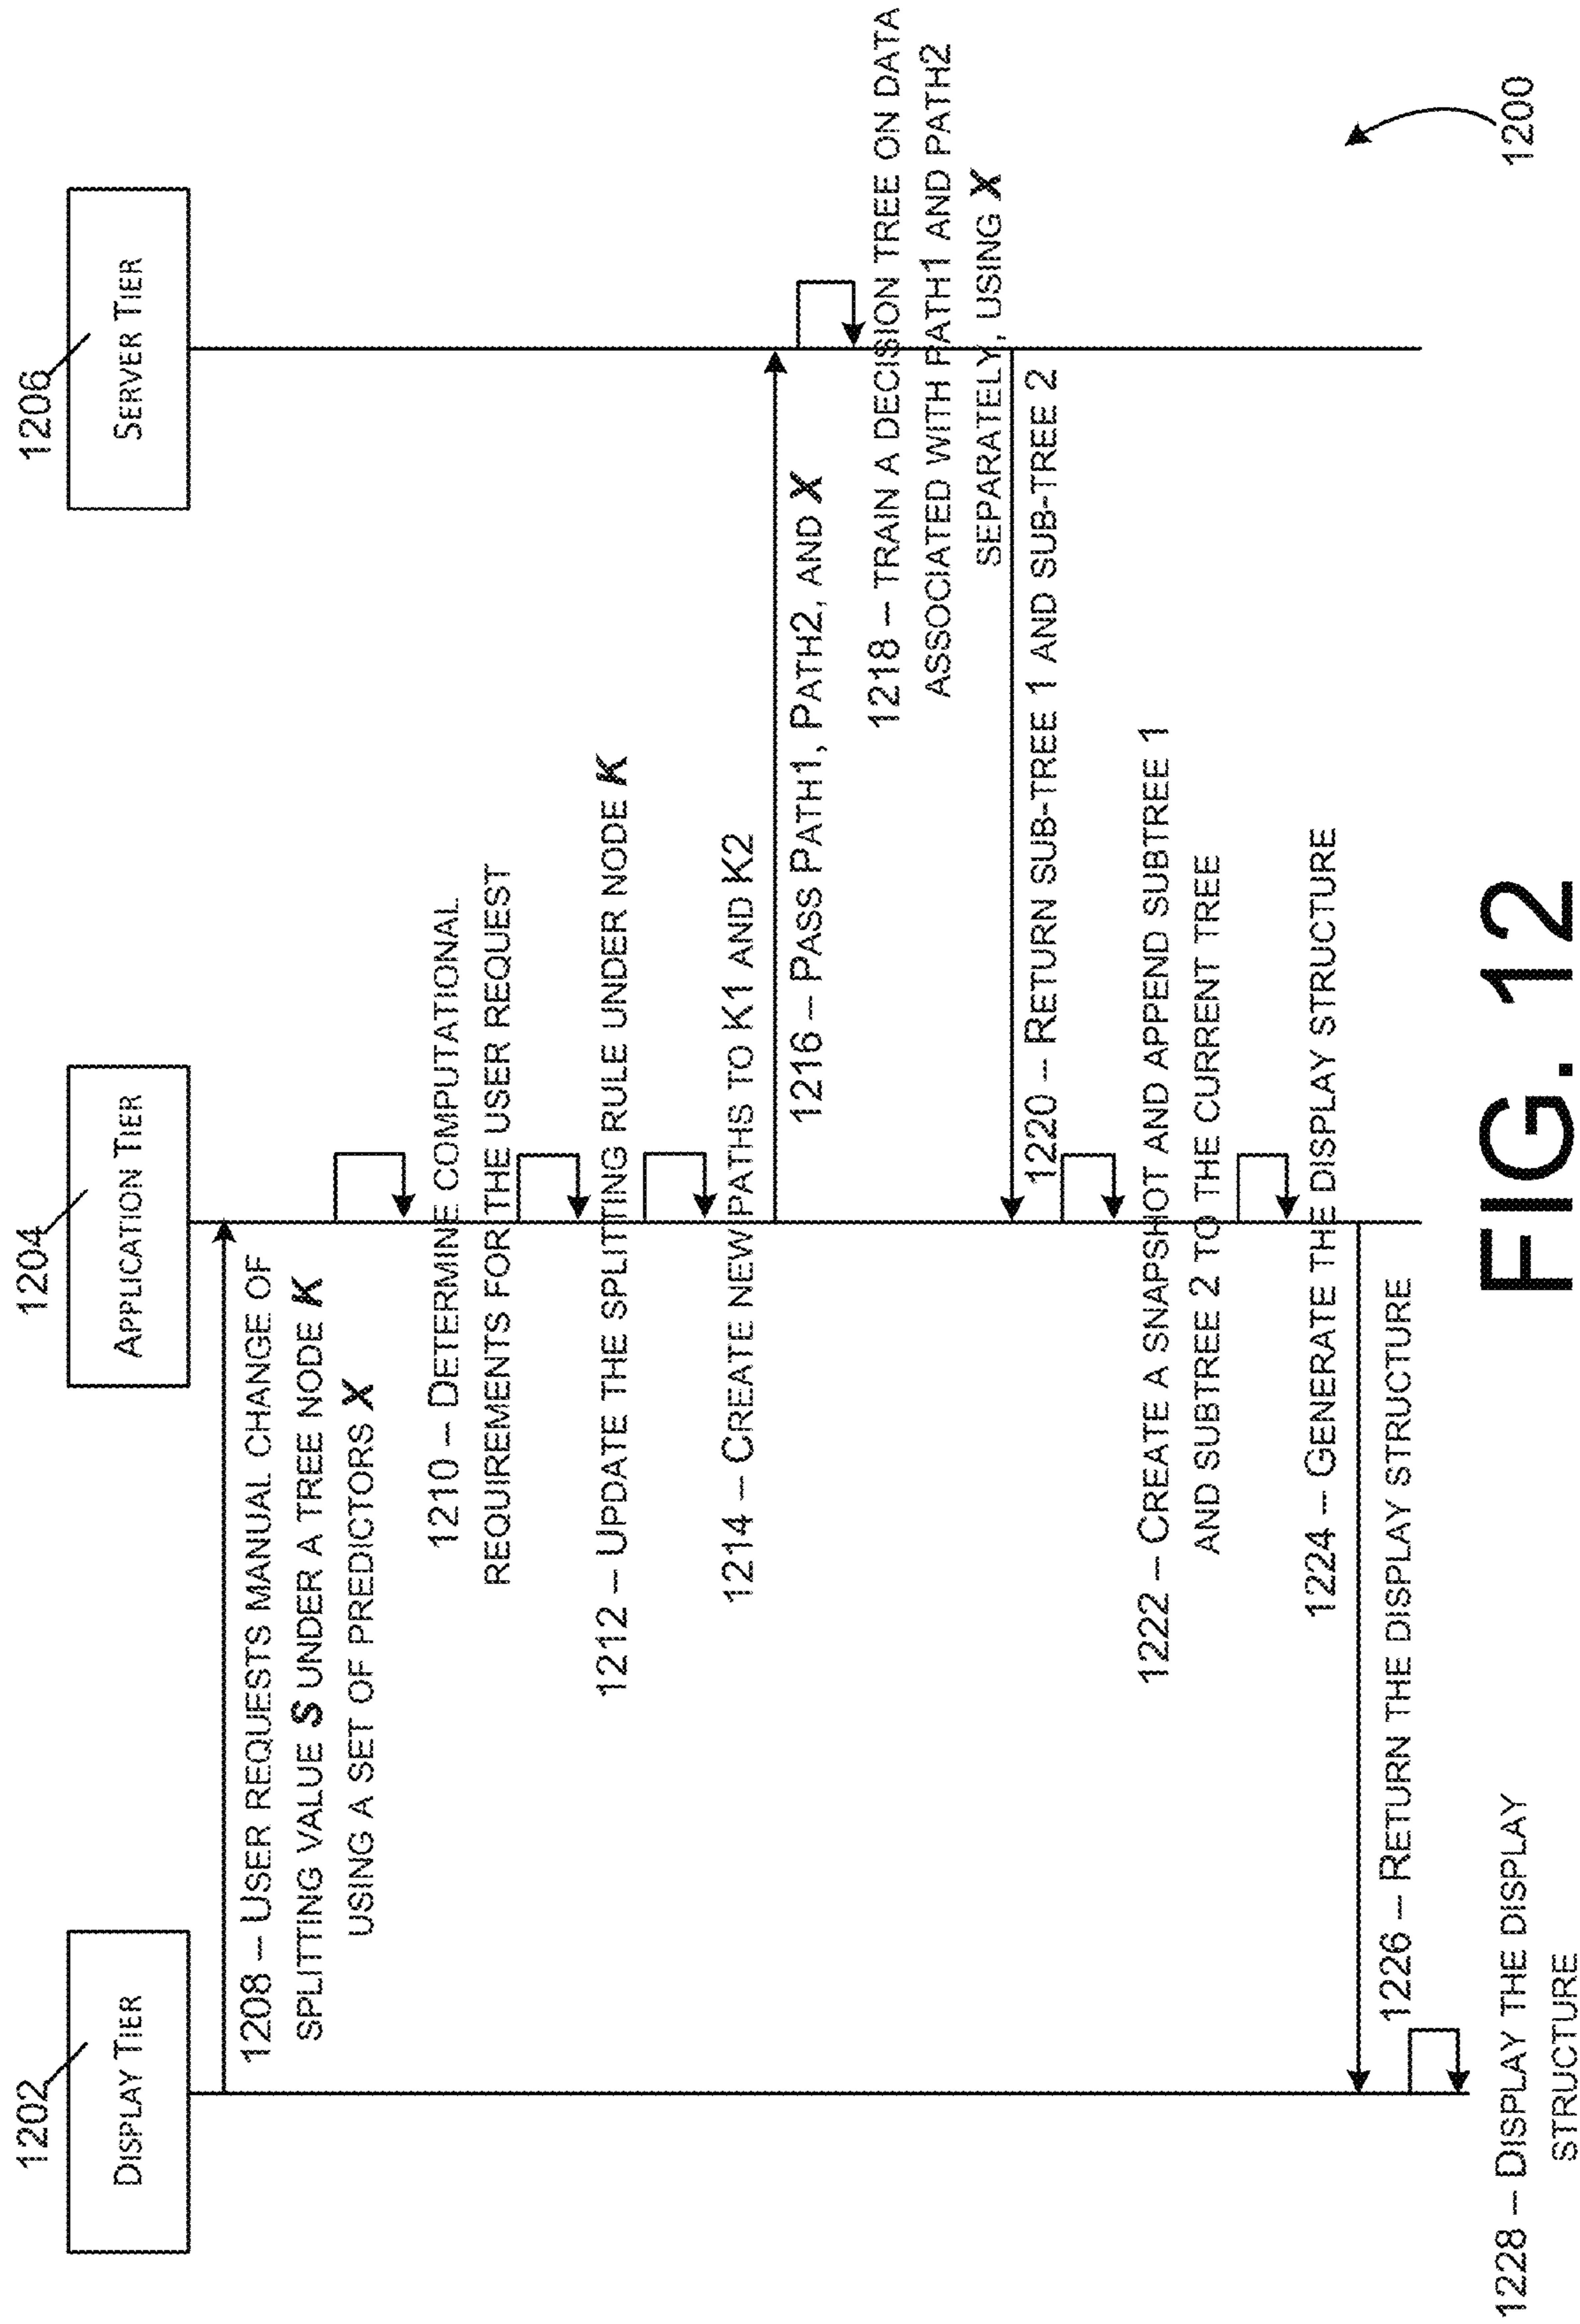 1202
DISPLAY TIER
1204
APPLICATION TIER
1206
SERVER TIER
1208 – USER REQUESTS MANUAL CHANGE OF
SPLITTING VALUE S UNDER A TREE NODE K
USING A SET OF PREDICTORS X
1210 – DETERMINE COMPUTATIONAL
REQUIREMENTS FOR THE USER REQUEST
1212 – UPDATE THE SPLITTING RULE UNDER NODE K
1214 – CREATE NEW PATHS TO K1 AND K2
1216 – PASS PATH1, PATH2, AND X
1218 – TRAIN A DECISION TREE ON DATA
ASSOCIATED WITH PATH1 AND PATH2
SEPARATELY, USING X
1220 – RETURN SUB-TREE 1 AND SUB-TREE 2
1222 – CREATE A SNAPSHOT AND APPEND SUBTREE 1
AND SUBTREE 2 TO THE CURRENT TREE
1224 – GENERATE THE DISPLAY STRUCTURE
1226 – RETURN THE DISPLAY STRUCTURE
1228 – DISPLAY THE DISPLAY
STRUCTURE
1200
FIG. 12